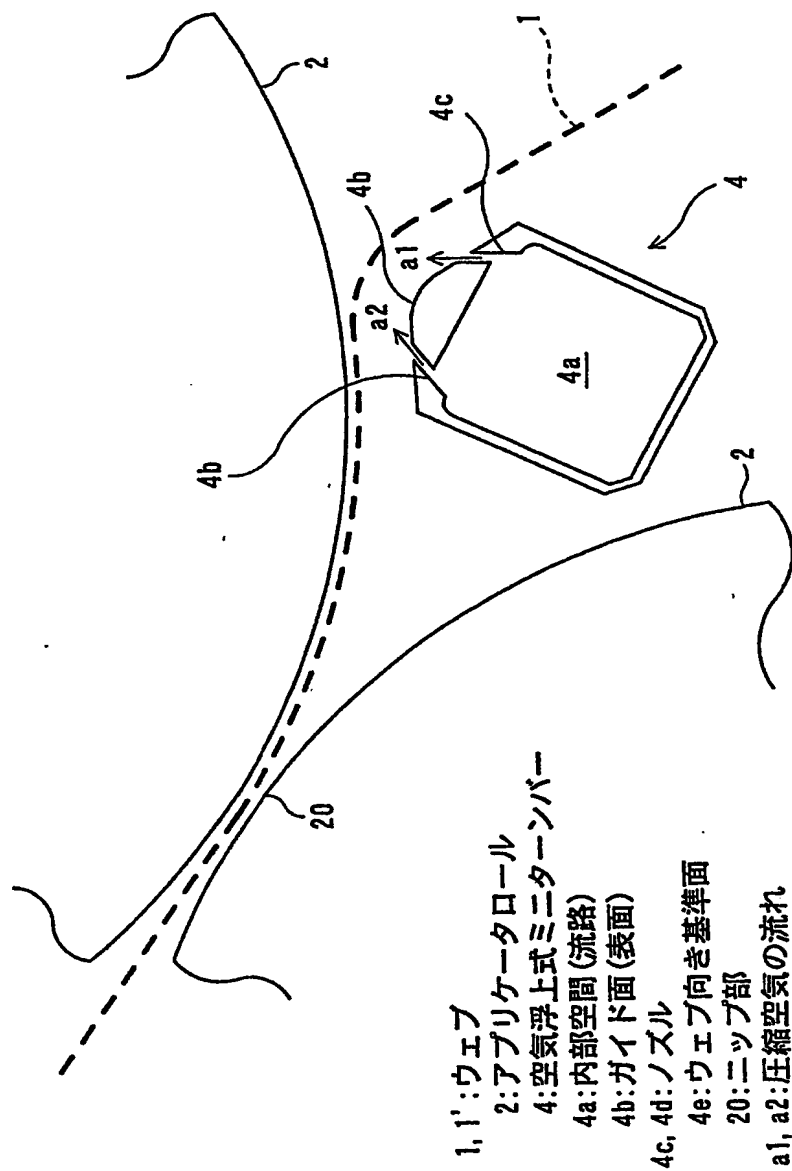 1
2
4c
4b
4
a1
a2
4a
4b
2
20
1, 1':ウェブ
2:アプリケータロール
4:空気浮上式ミニターンバー
4a:内部空間(流路)
4b:ガイド面(表面)
4c, 4d:ノズル
4e:ウェブ向き基準面
20:ニップ部
a1, a2:圧縮空気の流れ